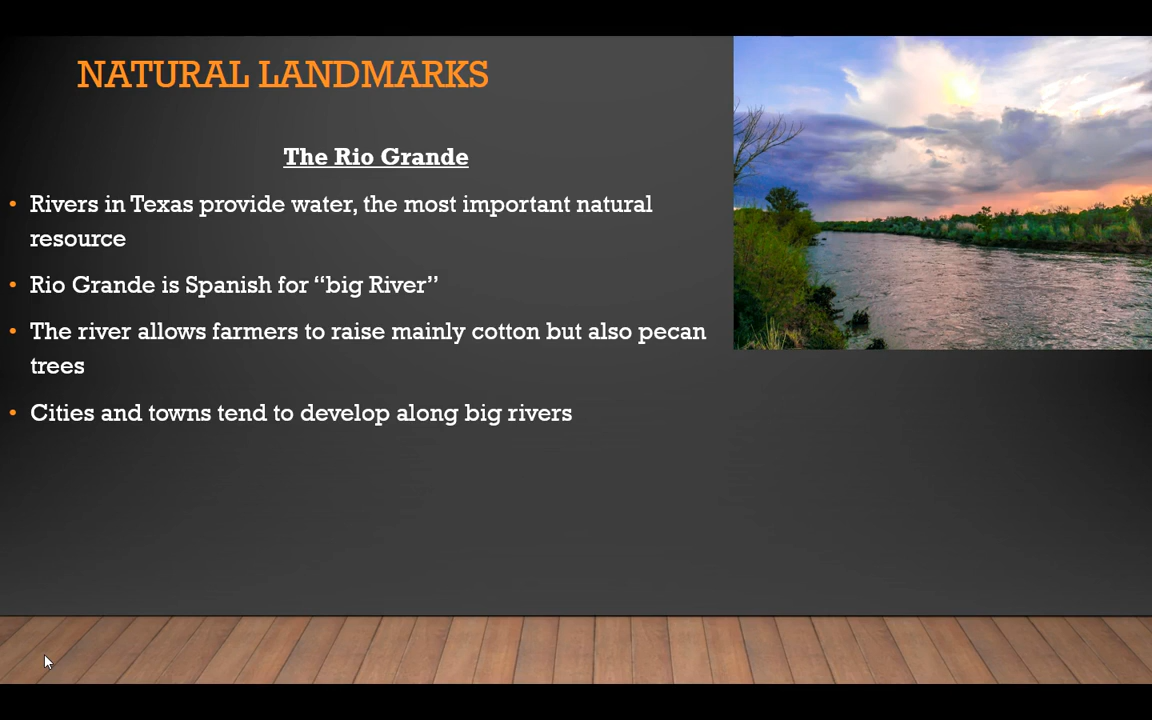 NATURAL LANDMARKS
The Rio Grande
• Rivers in Texas provide water, the most important natural
resource
• Rio Grande is Spanish for “big River”
• The river allows farmers to raise mainly cotton but also pecan
trees
• Cities and towns tend to develop along big rivers